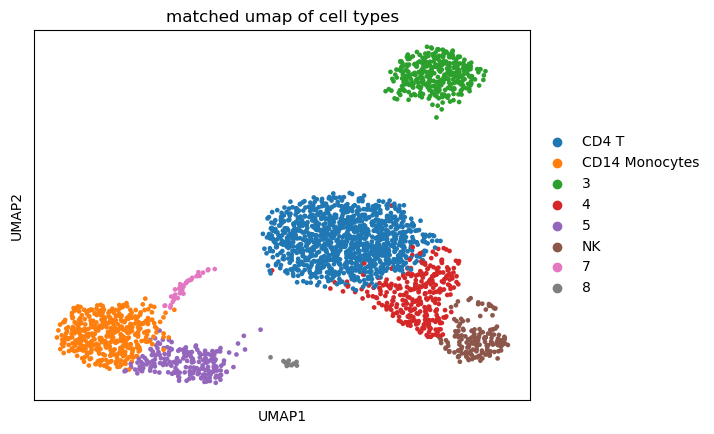 matched umap of cell types
UMAP2
UMAP1
CD4 T
CD14 Monocytes
3
4
5
NK
7
8